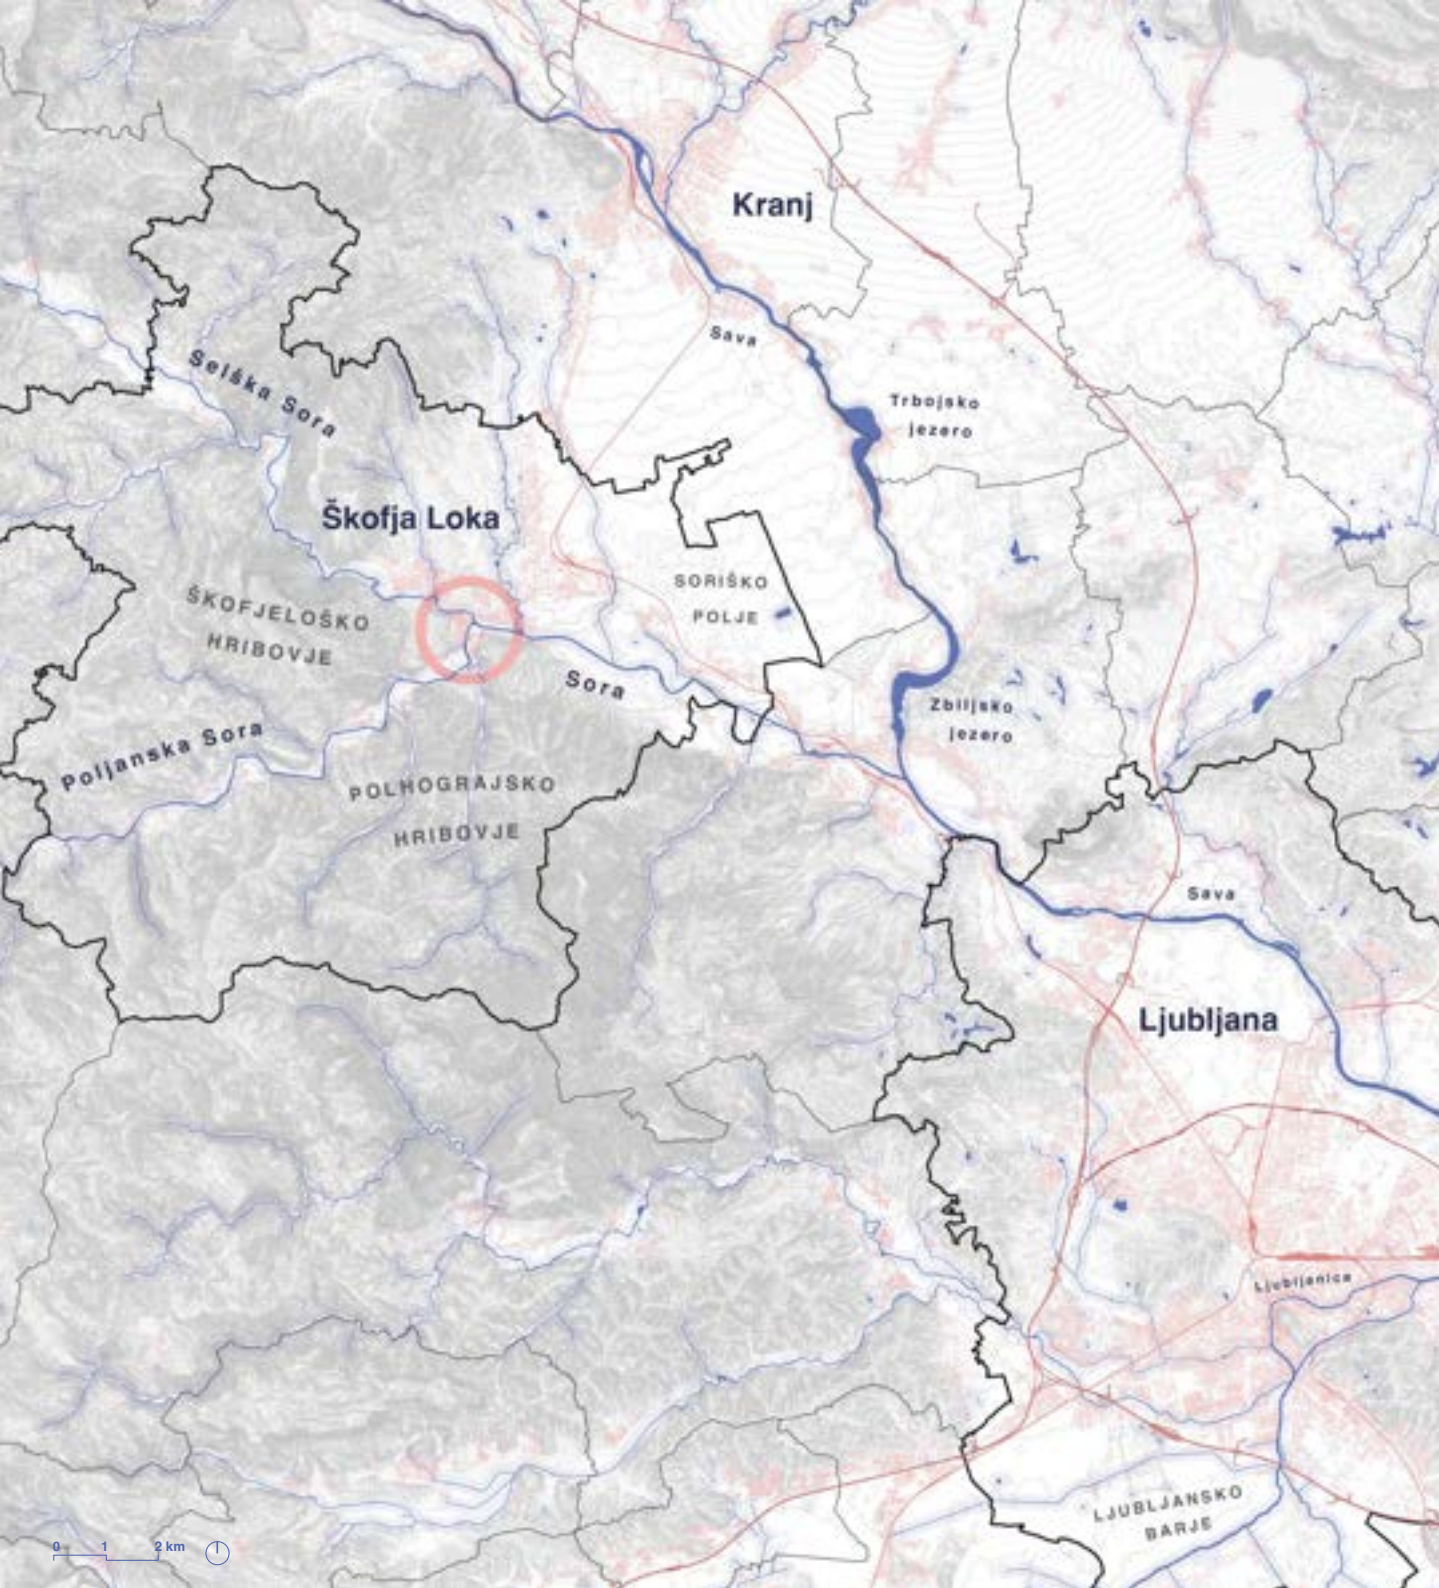 Kranj
Sava
Selška Sora
Trbojsko
jezero
Škofja Loka
SORIŠKO
POLJE
ŠKOFJELOŠKO
HRIBOVJE
Sora
Zbiljsko
jezero
Poljanska Sora
POLHOGRAJSKO
HRIBOVJE
Sava
Ljubljana
Ljubljanica
LJUBLJANSKO
BARJE
0 1 2 km